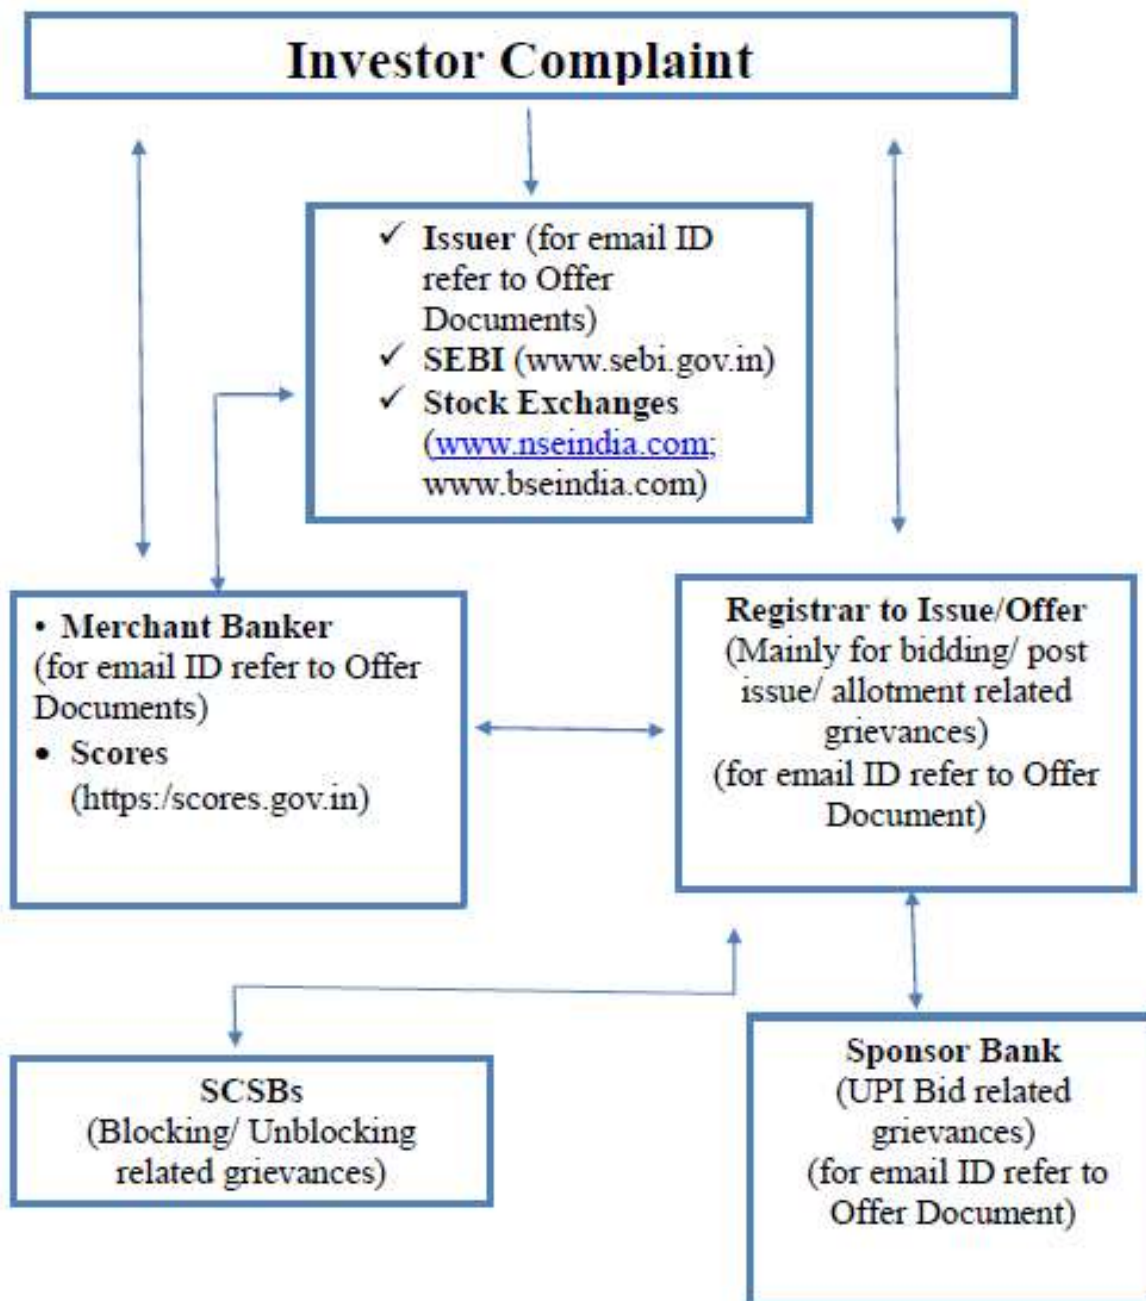 Investor Complaint
✓ Issuer (for email ID
refer to Offer
Documents)
✓ SEBI (www.sebi.gov.in)
✓ Stock Exchanges
(www.nseindia.com;
www.bseindia.com)
• Merchant Banker
(for email ID refer to Offer
Documents)
• Scores
(https:/scores.gov.in)
Registrar to Issue/Offer
(Mainly for bidding/ post
issue/ allotment related
grievances)
(for email ID refer to Offer
Document)
SCSBs
(Blocking/ Unblocking
related grievances)
Sponsor Bank
(UPI Bid related
grievances)
(for email ID refer to
Offer Document)